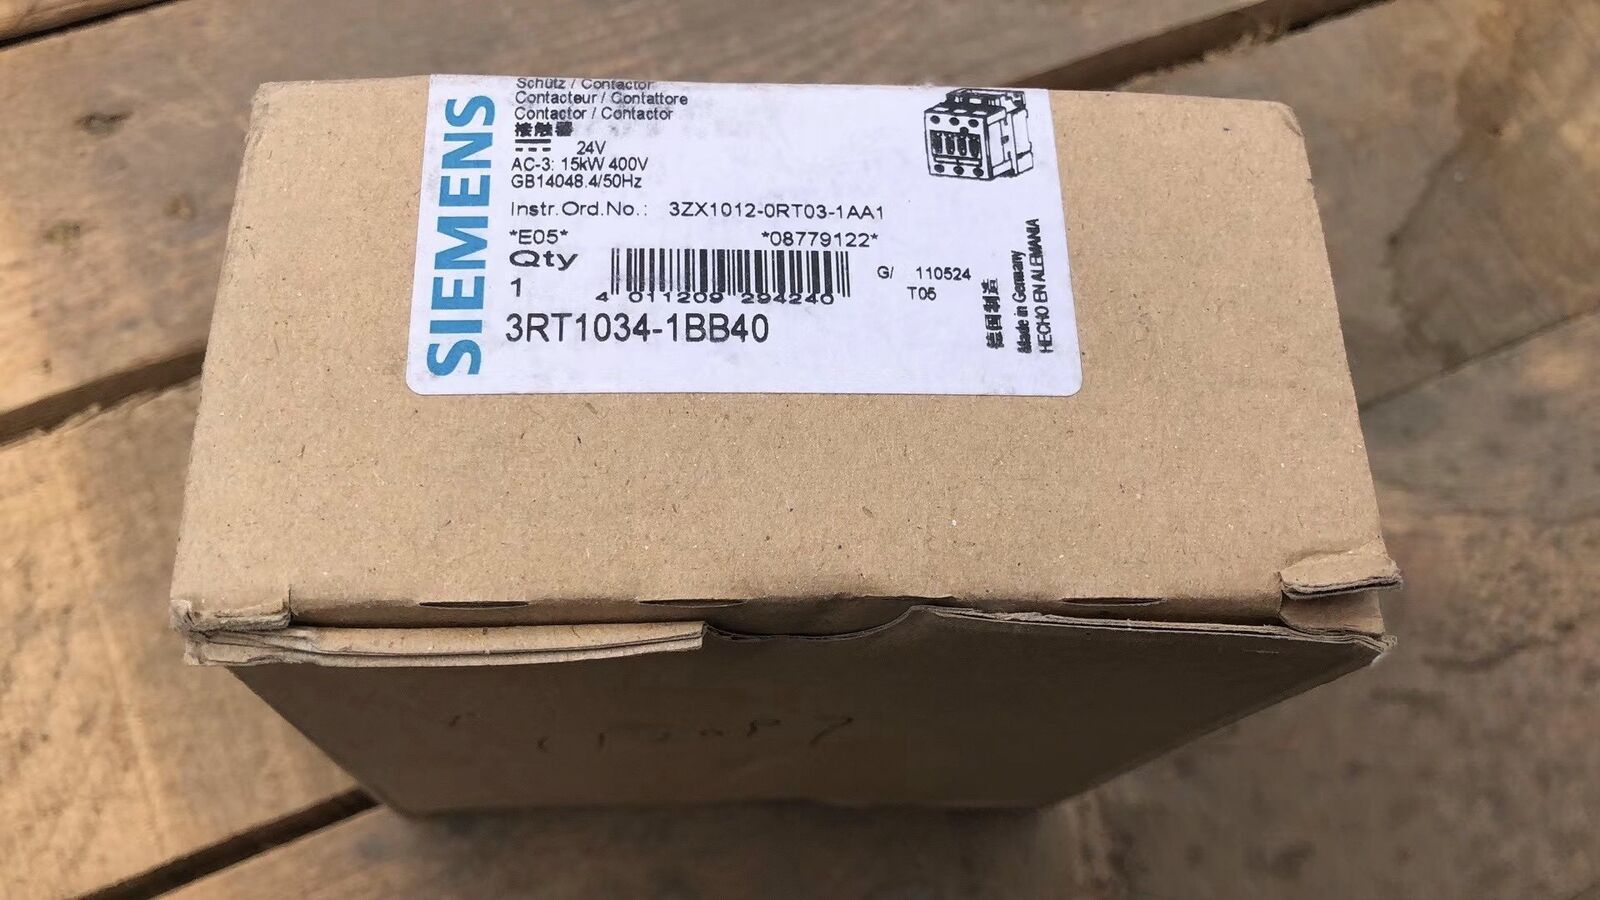 SIEMENS
Schütz / Contactor
Contacteur / Contattore
Contactor / Contactor
接触器
24V
AC-3: 15kW 400V
GB14048.4/50Hz
Instr.Ord.No.: 3ZX1012-0RT03-1AA1
*E05* *08779122*
Qty
1
4 011209 294240
G/ 110524
T05
3RT1034-1BB40
德国制造
Made in Germany
HECHO EN ALEMANIA